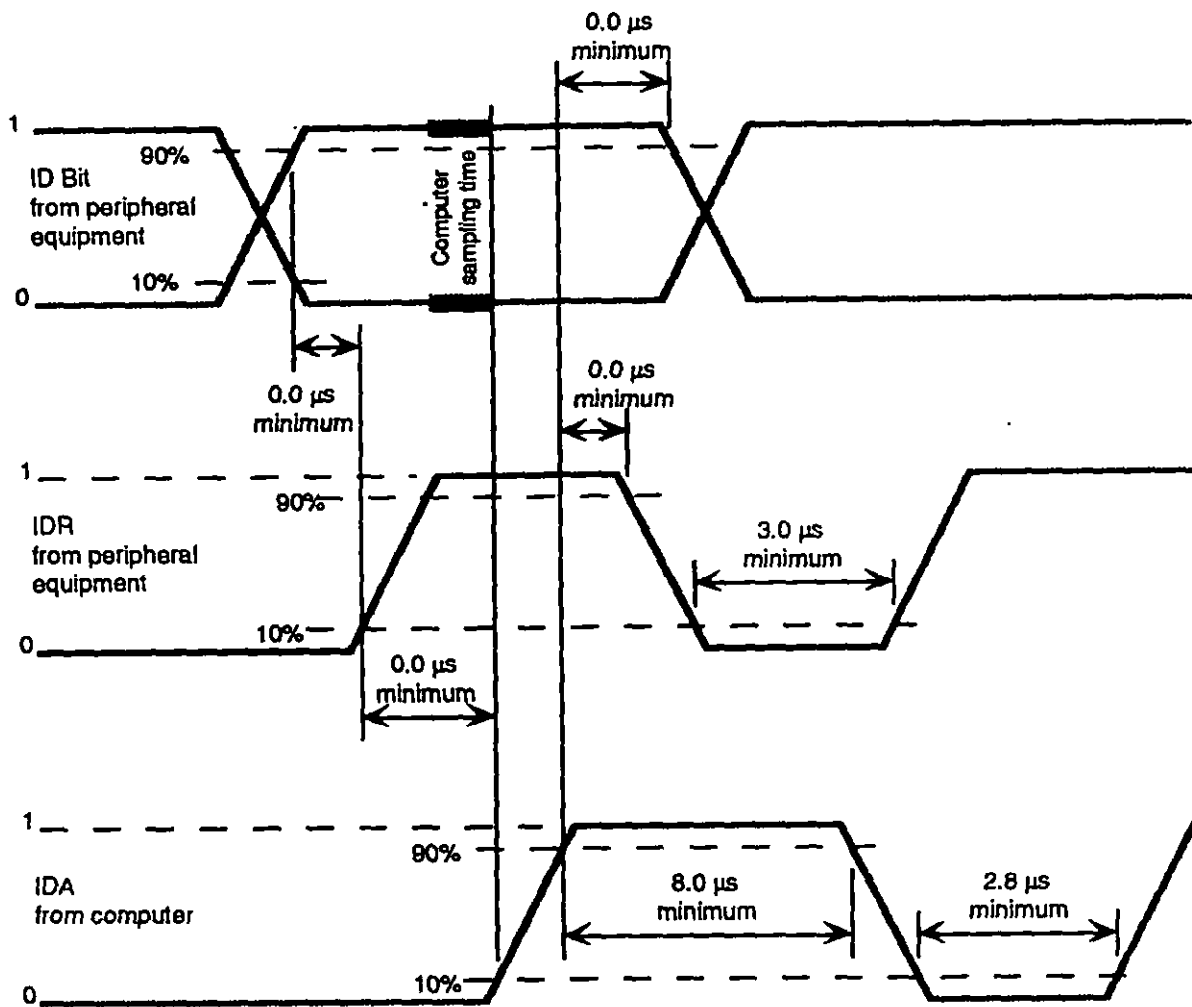 0.0 µs
minimum
1
90%
ID Bit
from peripheral
equipment
10%
0
Computer
sampling time
0.0 µs
minimum
0.0 µs
minimum
1
90%
IDR
from peripheral
equipment
3.0 µs
minimum
10%
0
0.0 µs
minimum
1
90%
IDA
from computer
8.0 µs
minimum
2.8 µs
minimum
10%
0